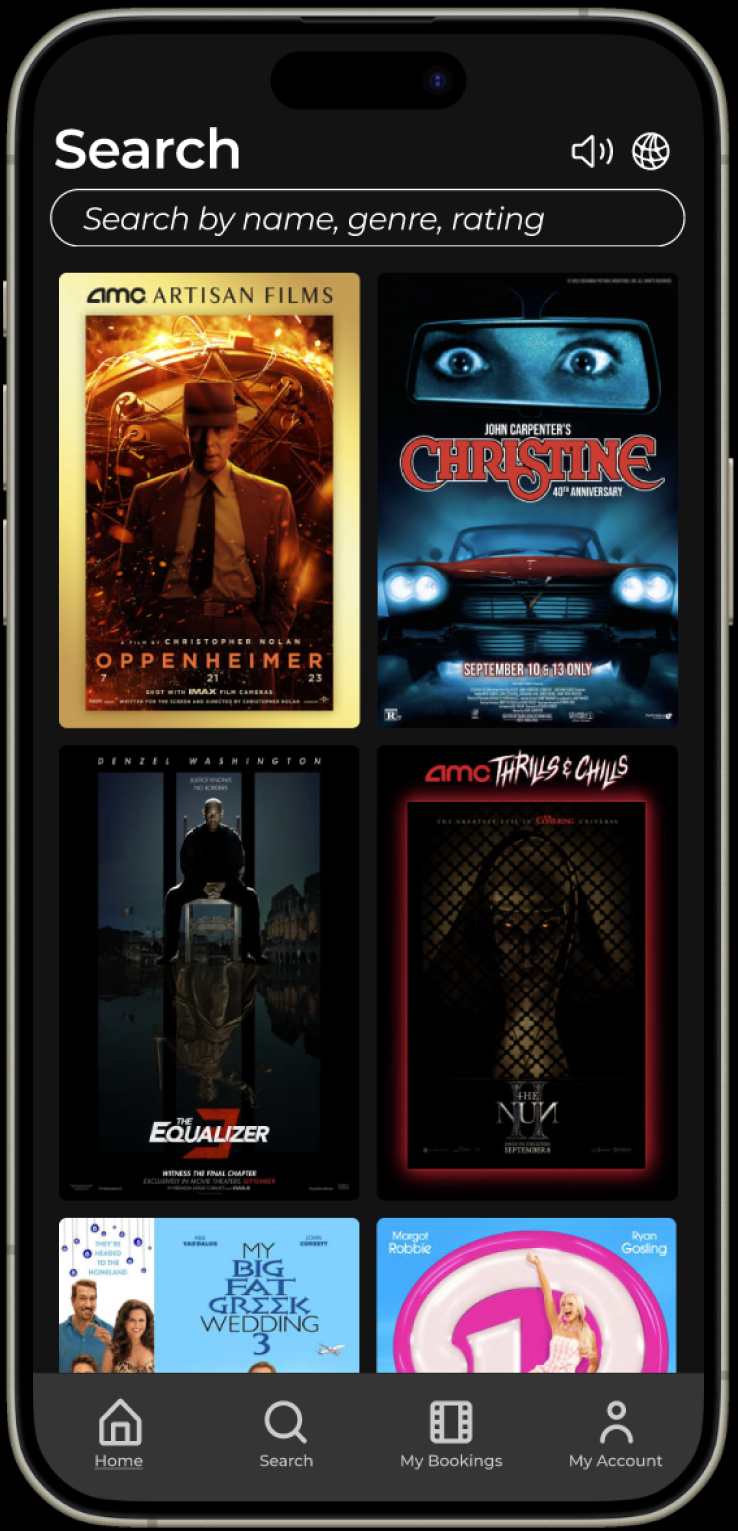 Search
Search by name, genre, rating
amc ARTISAN FILMS
A FILM BY CHRISTOPHER NOLAN
OPPENHEIMER
7 21 23
SHOT WITH IMAX FILM CAMERAS
WRITTEN FOR THE SCREEN AND DIRECTED BY CHRISTOPHER NOLAN
JOHN CARPENTER'S
CHRISTINE
40TH ANNIVERSARY
SEPTEMBER 10 & 13 ONLY
R
DENZEL WASHINGTON
JUSTICE KNOWS
NO BORDERS
THE
EQUALIZER
3
WITNESS THE FINAL CHAPTER
EXCLUSIVELY IN MOVIE THEATERS SEPTEMBER
amc THRILLS & CHILLS
THE GREATEST EVIL IN THE CONJURING UNIVERSE
THE
NUN
II
SEPTEMBER 8
THEY'RE
HEADED
TO THE
HOMELAND
NIA
VARDALOS
JOHN
CORBETT
MY
BIG
FAT
GREEK
WEDDING
3
Margot
Robbie
Ryan
Gosling
Home
Search
My Bookings
My Account